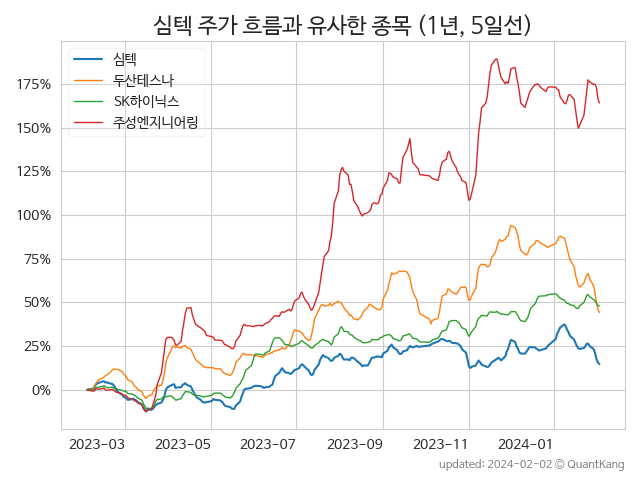 심텍 주가 흐름과 유사한 종목 (1년, 5일선)
심텍
두산테스나
SK하이닉스
주성엔지니어링
175%
150%
125%
100%
75%
50%
25%
0%
2023-03 2023-05 2023-07 2023-09 2023-11 2024-01
updated: 2024-02-02 © QuantKang